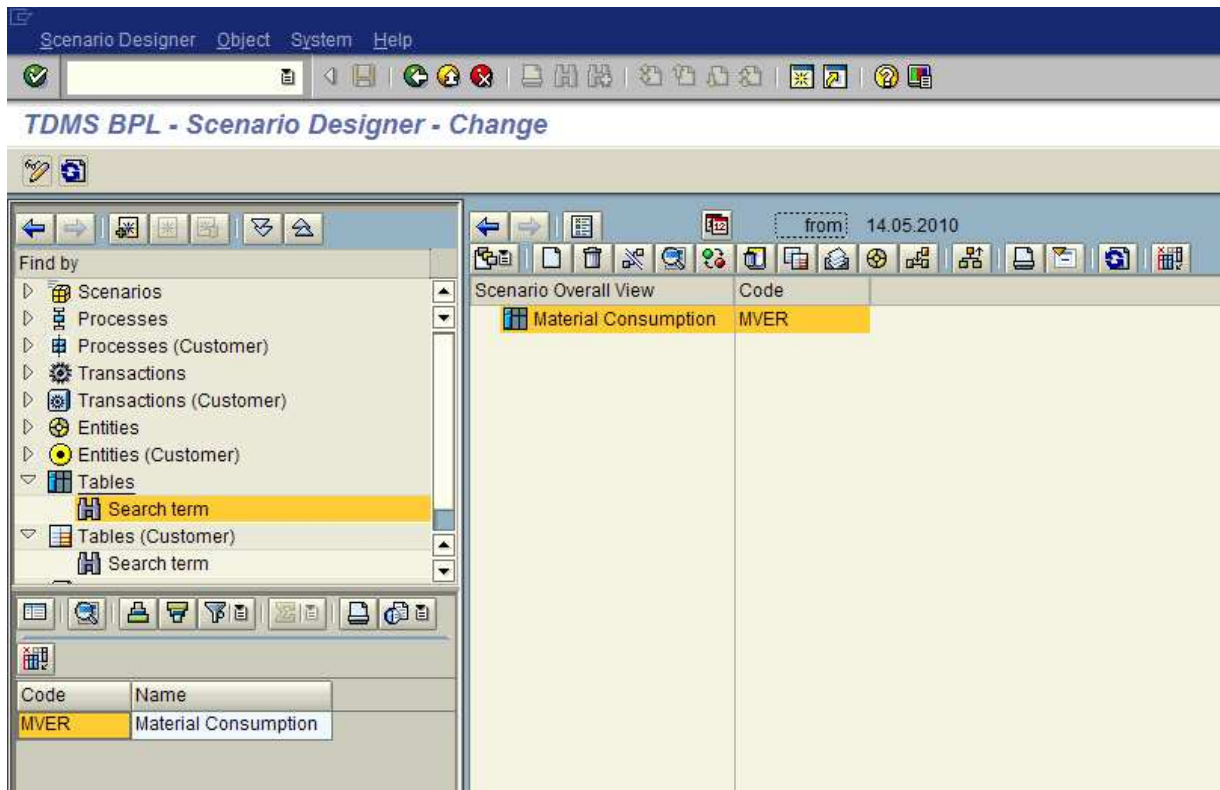 Scenario Designer Object System Help
TDMS BPL - Scenario Designer - Change
from 14.05.2010
Find by
Scenarios
Processes
Processes (Customer)
Transactions
Transactions (Customer)
Entities
Entities (Customer)
Tables
Search term
Tables (Customer)
Search term
Code Name
MVER Material Consumption
Scenario Overall View Code
Material Consumption MVER